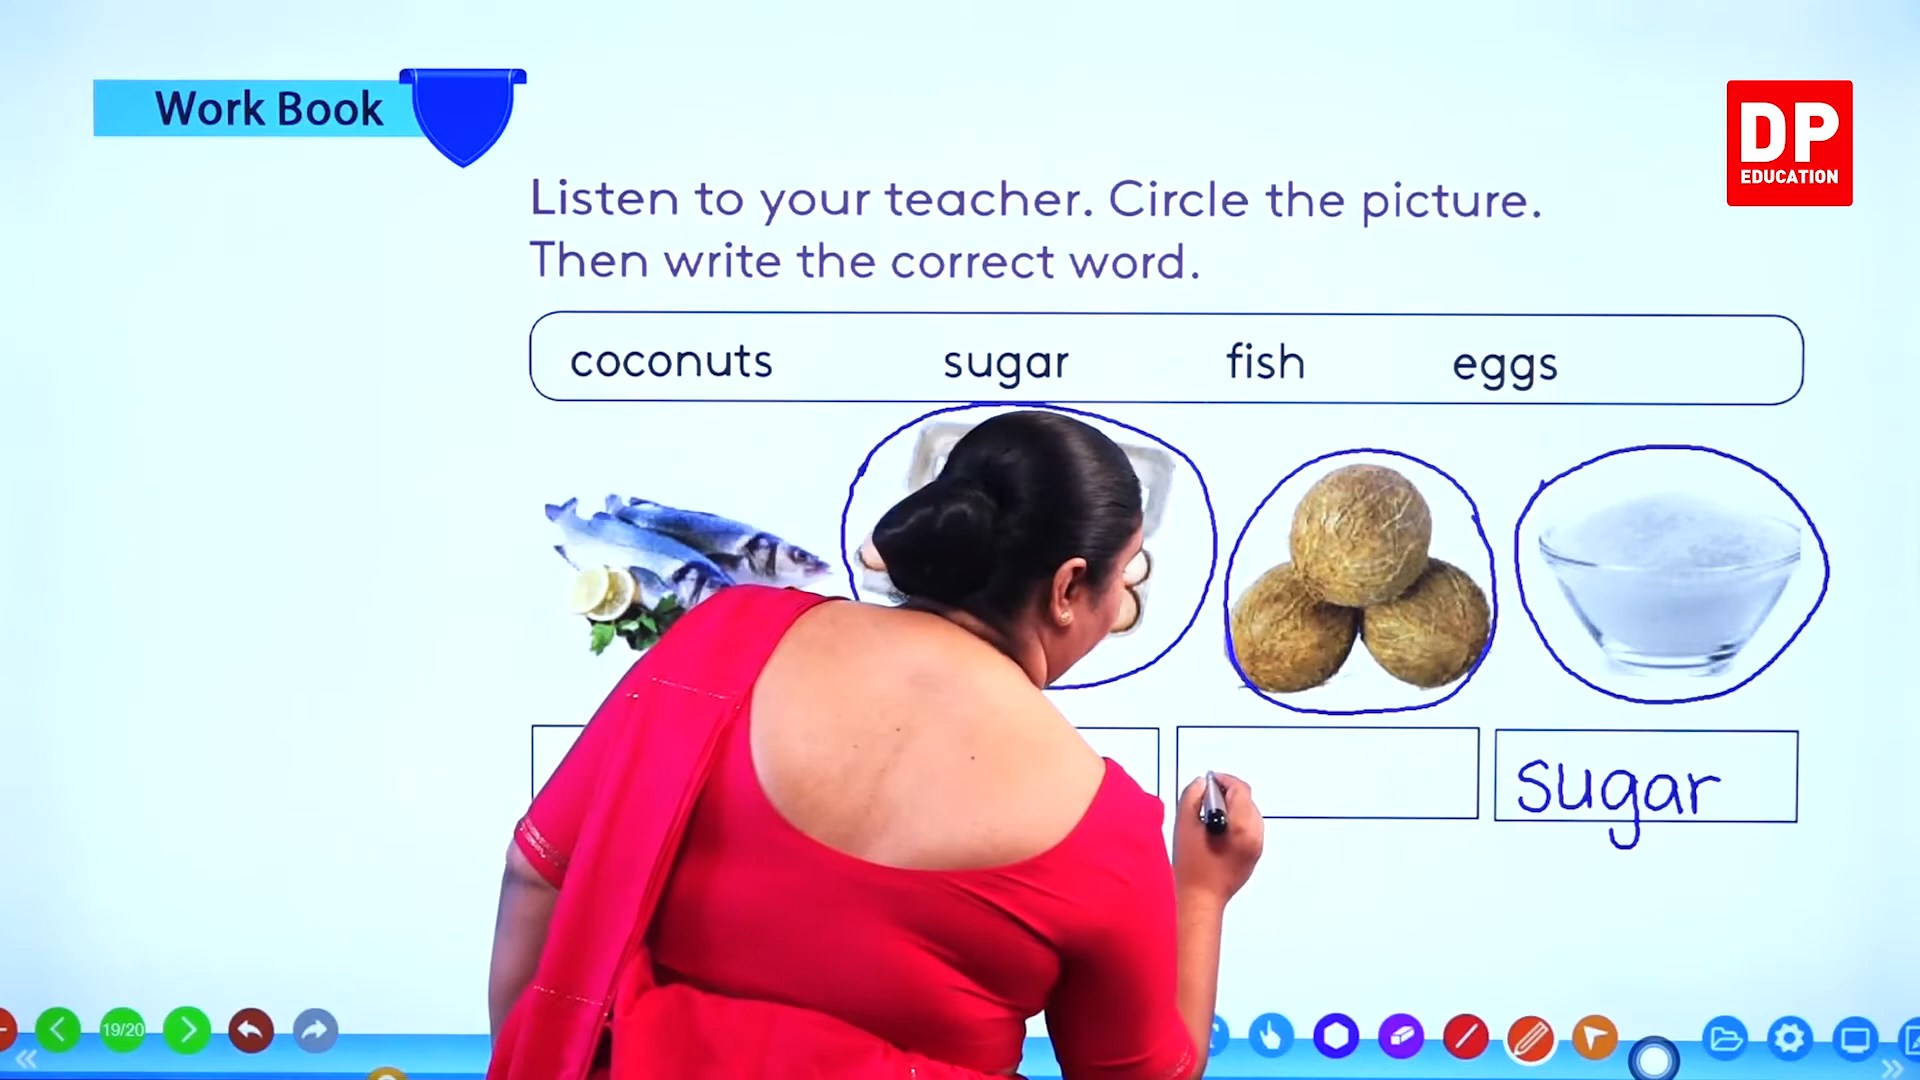 Work Book
DP
EDUCATION
Listen to your teacher. Circle the picture.
Then write the correct word.
coconuts sugar fish eggs
sugar
19/20